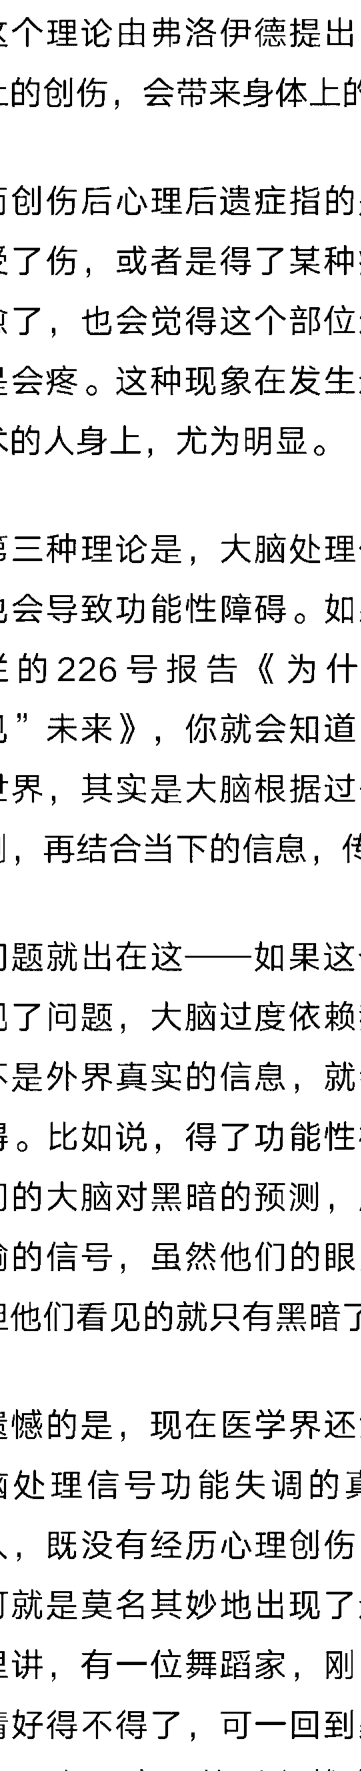 这个理论由弗洛伊德提出
上的创伤，会带来身体上的
而创伤后心理后遗症指的
受了伤，或者是得了某种
愈了，也会觉得这个部位
是会疼。这种现象在发生
术的人身上，尤为明显。
第三种理论是，大脑处理
也会导致功能性障碍。如
栏的226号报告《为什
见”未来》，你就会知道
世界，其实是大脑根据过
测，再结合当下的信息，传
问题就出在这——如果这
现了问题，大脑过度依赖
不是外界真实的信息，就
碍。比如说，得了功能性
们的大脑对黑暗的预测，
输的信号，虽然他们的眼
但他们看见的就只有黑暗了
遗憾的是，现在医学界还
脑处理信号功能失调的真
人，既没有经历心理创伤
可就是莫名其妙地出现了
里讲，有一位舞蹈家，刚
情好得不得了，可一回到